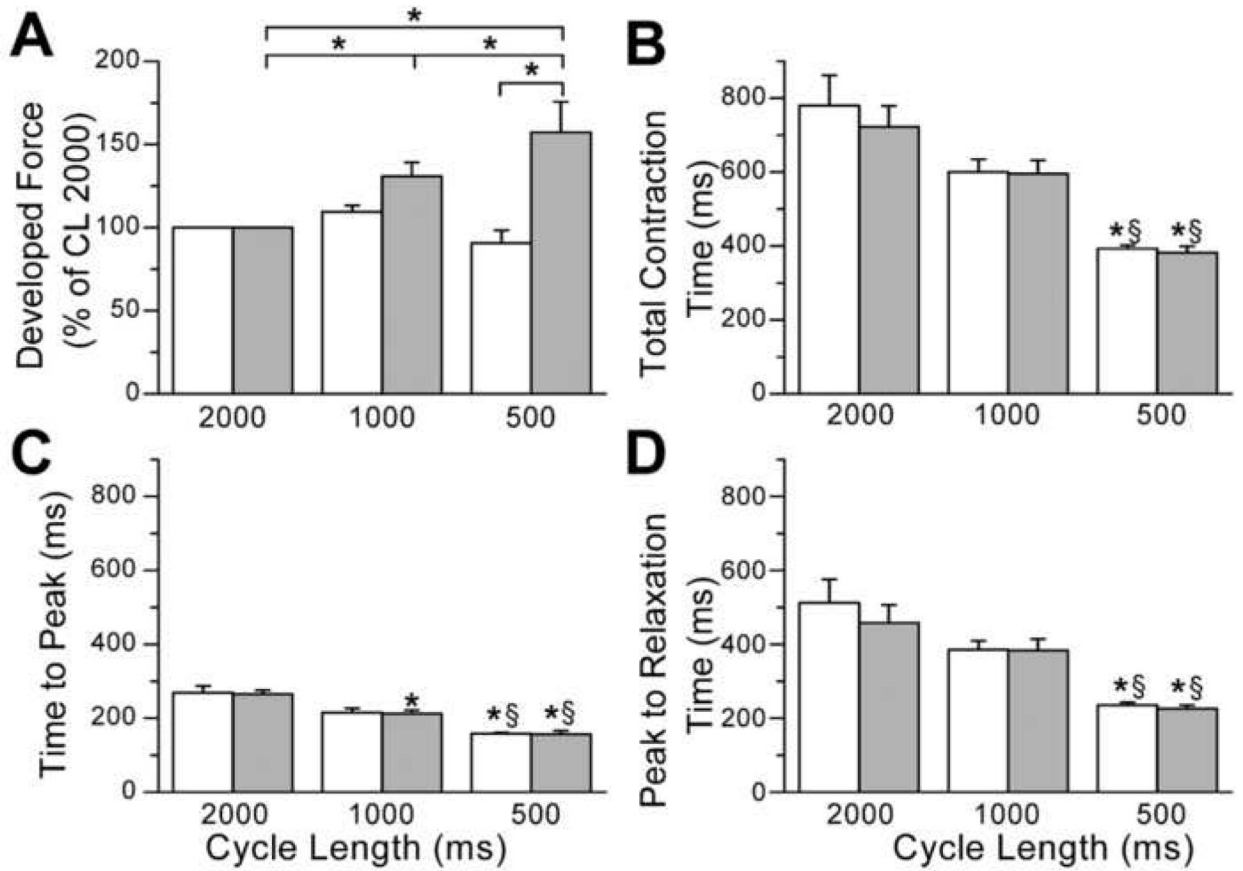 A
*
* *
*
200
150
100
50
0
Developed Force
(% of CL 2000)
2000 1000 500
B
800
600
400
200
0
Total Contraction
Time (ms)
*§ *§
2000 1000 500
C
800
600
400
200
0
Time to Peak (ms)
* *§ *§
2000 1000 500
Cycle Length (ms)
D
800
600
400
200
0
Peak to Relaxation
Time (ms)
*§ *§
2000 1000 500
Cycle Length (ms)